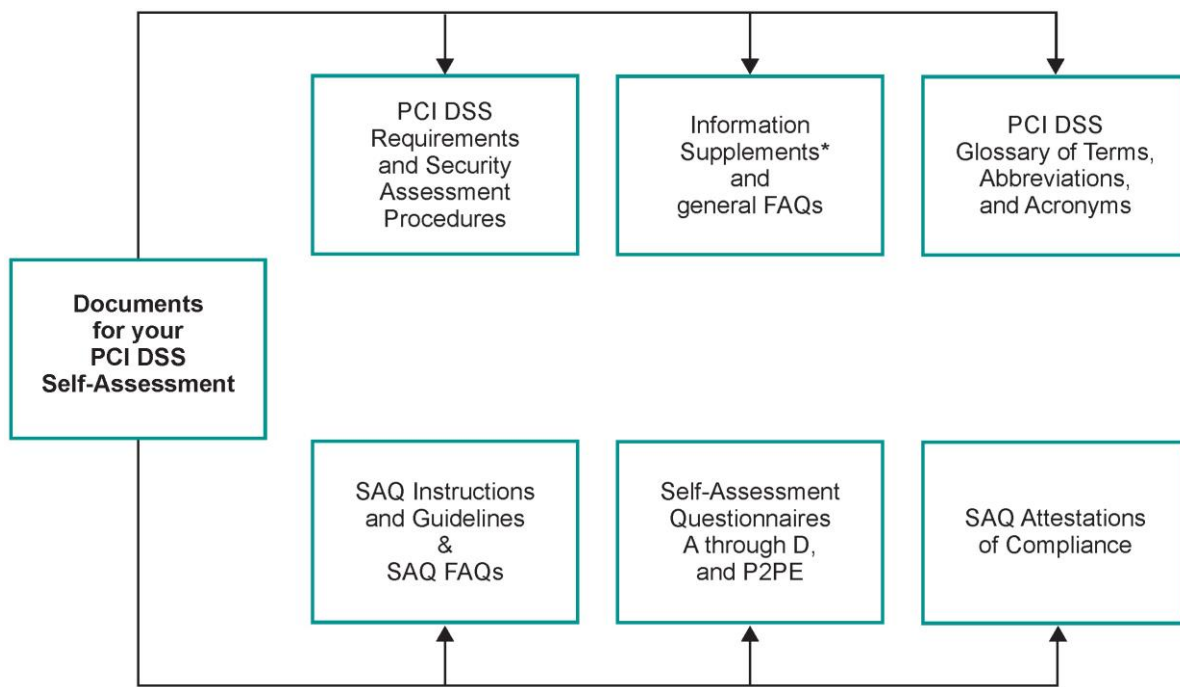 PCI DSS
Requirements
and Security
Assessment
Procedures
Information
Supplements*
and
general FAQs
PCI DSS
Glossary of Terms,
Abbreviations,
and Acronyms
Documents
for your
PCI DSS
Self-Assessment
SAQ Instructions
and Guidelines
&
SAQ FAQs
Self-Assessment
Questionnaires
A through D,
and P2PE
SAQ Attestations
of Compliance